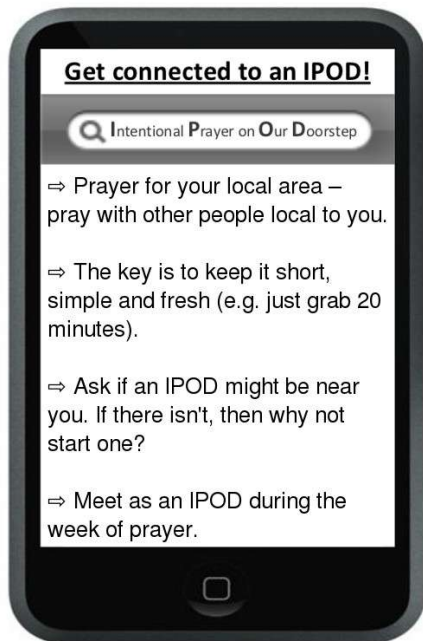 Get connected to an IPOD!
Intentional Prayer on Our Doorstep
⇨ Prayer for your local area –
pray with other people local to you.
⇨ The key is to keep it short,
simple and fresh (e.g. just grab 20
minutes).
⇨ Ask if an IPOD might be near
you. If there isn't, then why not
start one?
⇨ Meet as an IPOD during the
week of prayer.